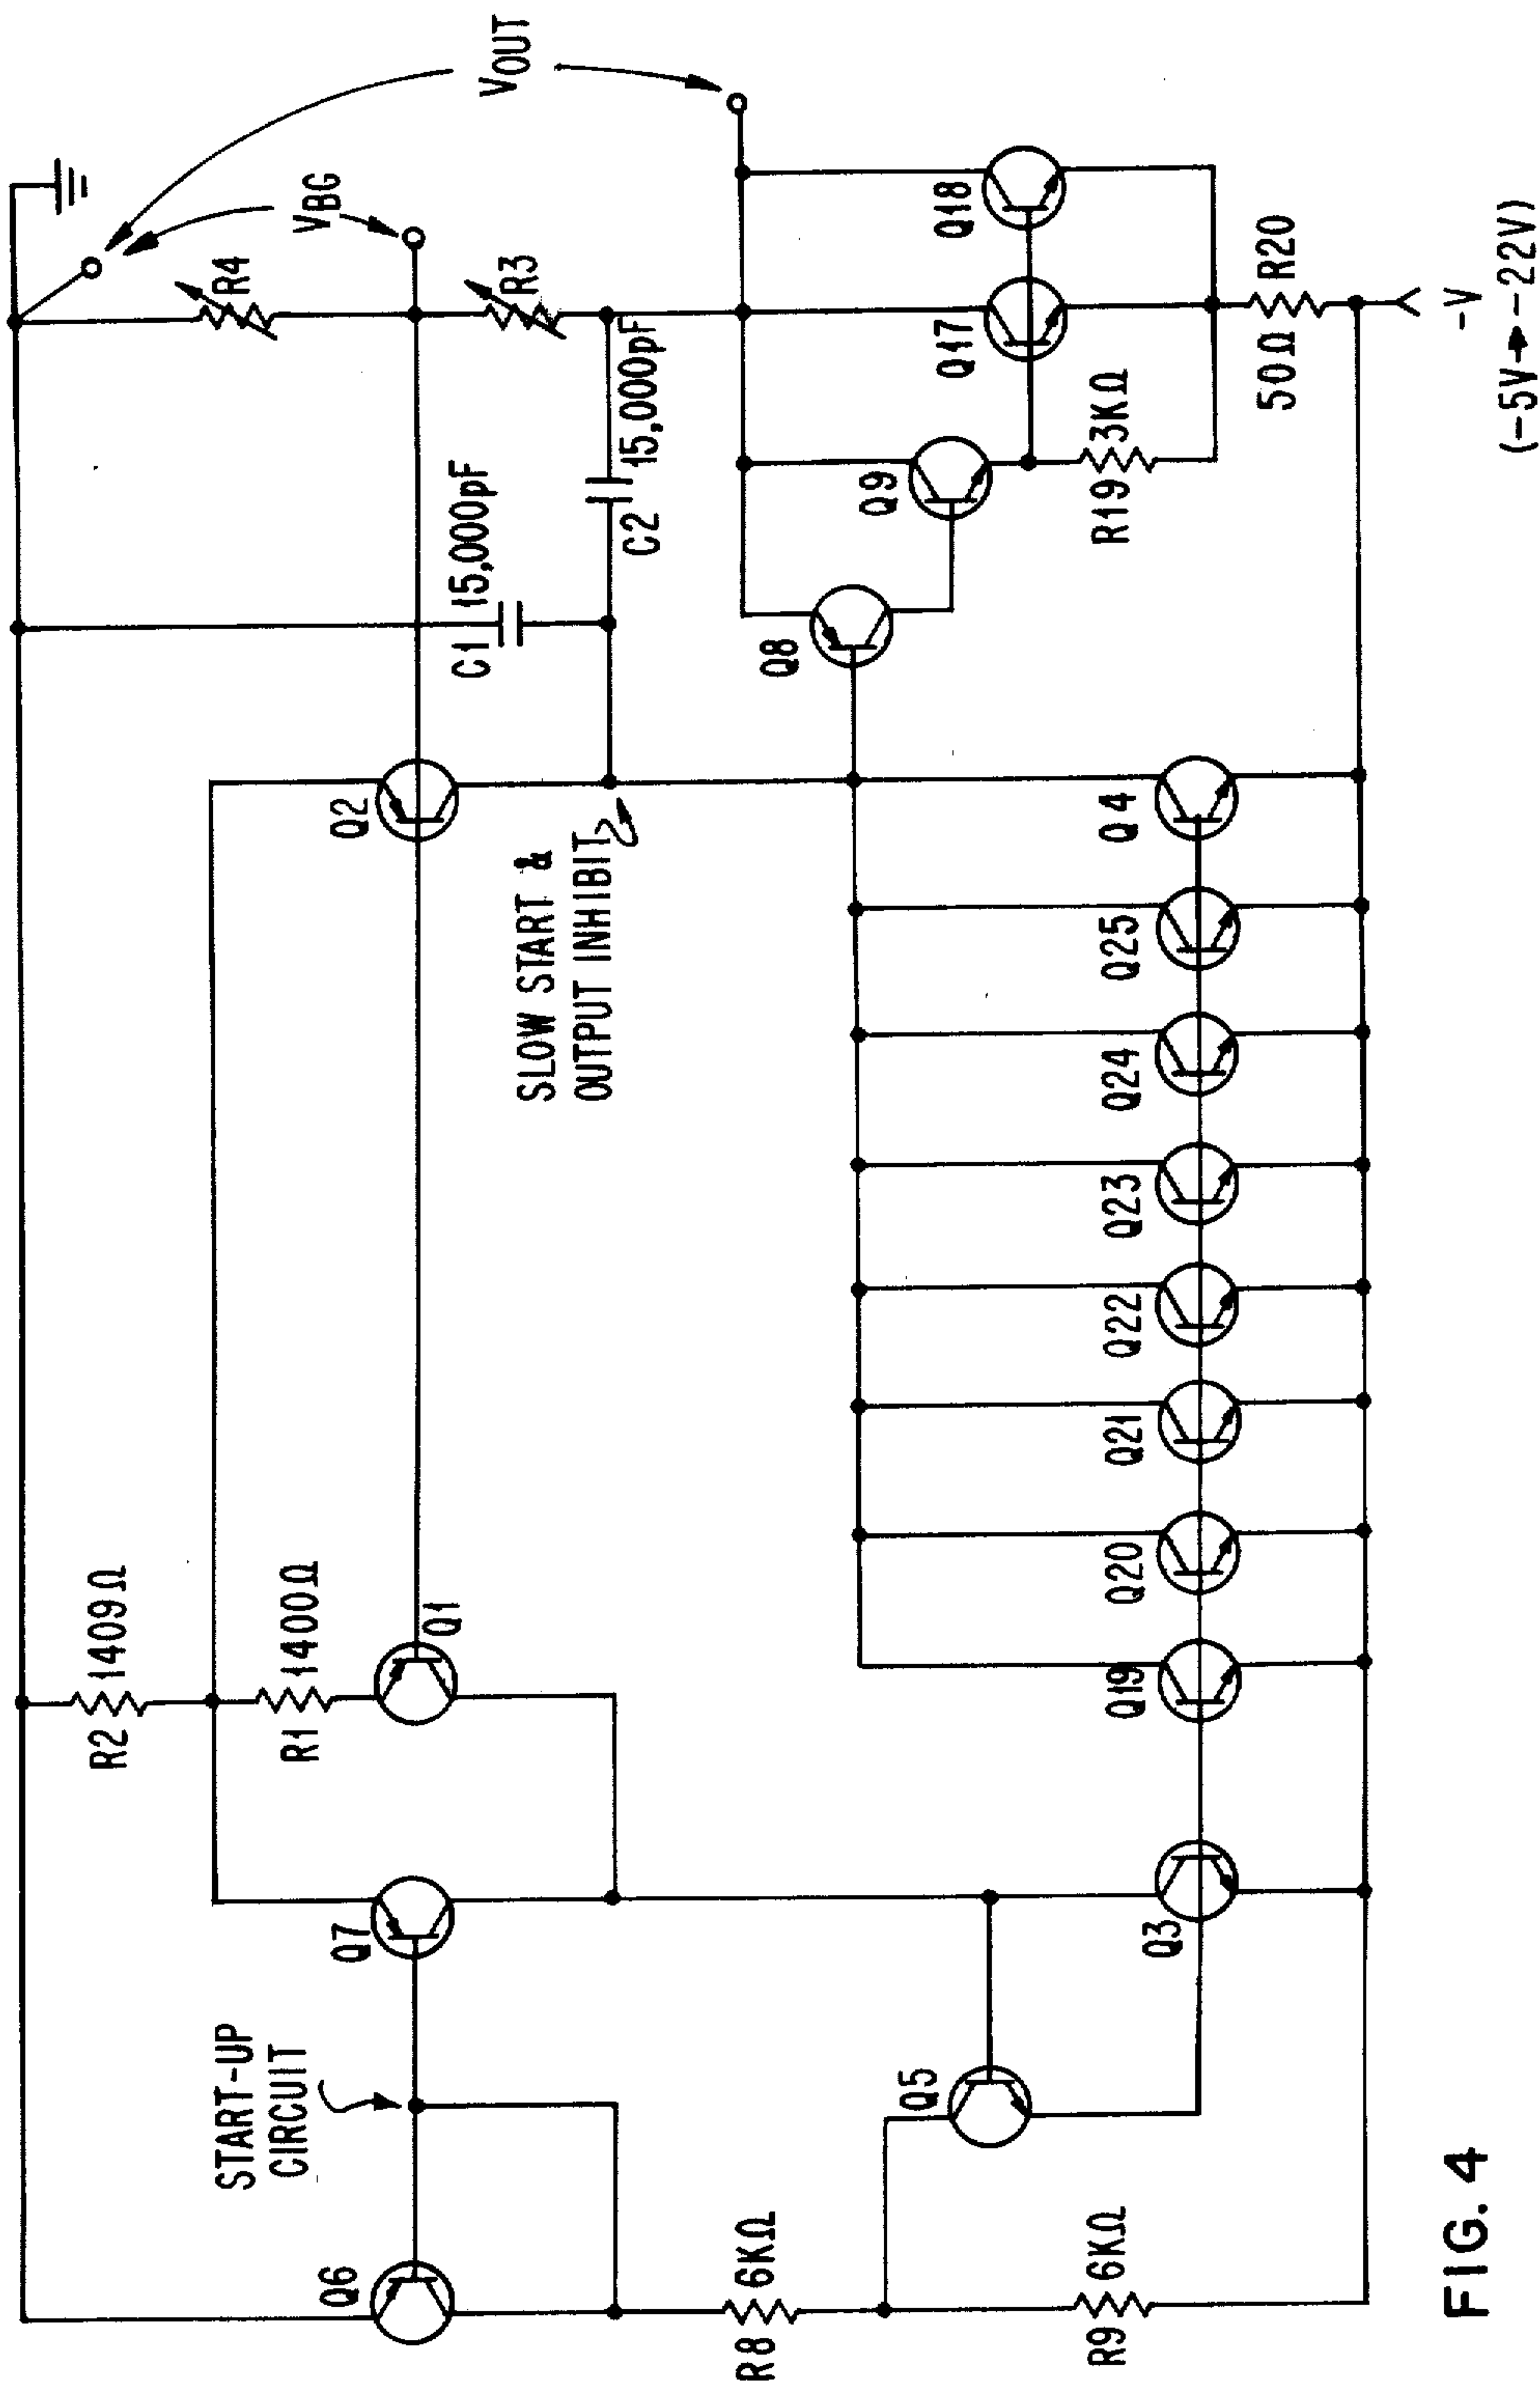 R2 1409Ω
R1 1400Ω
R4
VBG
VOUT
START-UP
CIRCUIT
Q6
Q7
Q1
Q2
R3
C1 15,000pF
C2 15,000pF
SLOW START &
OUTPUT INHIBIT
R8 6KΩ
Q5
Q8
Q9
Q17
Q18
R9 6KΩ
Q3
Q19
Q20
Q21
Q22
Q23
Q24
Q25
Q4
R19 3KΩ
50Ω R20
-V
(-5V→-22V)
FIG. 4